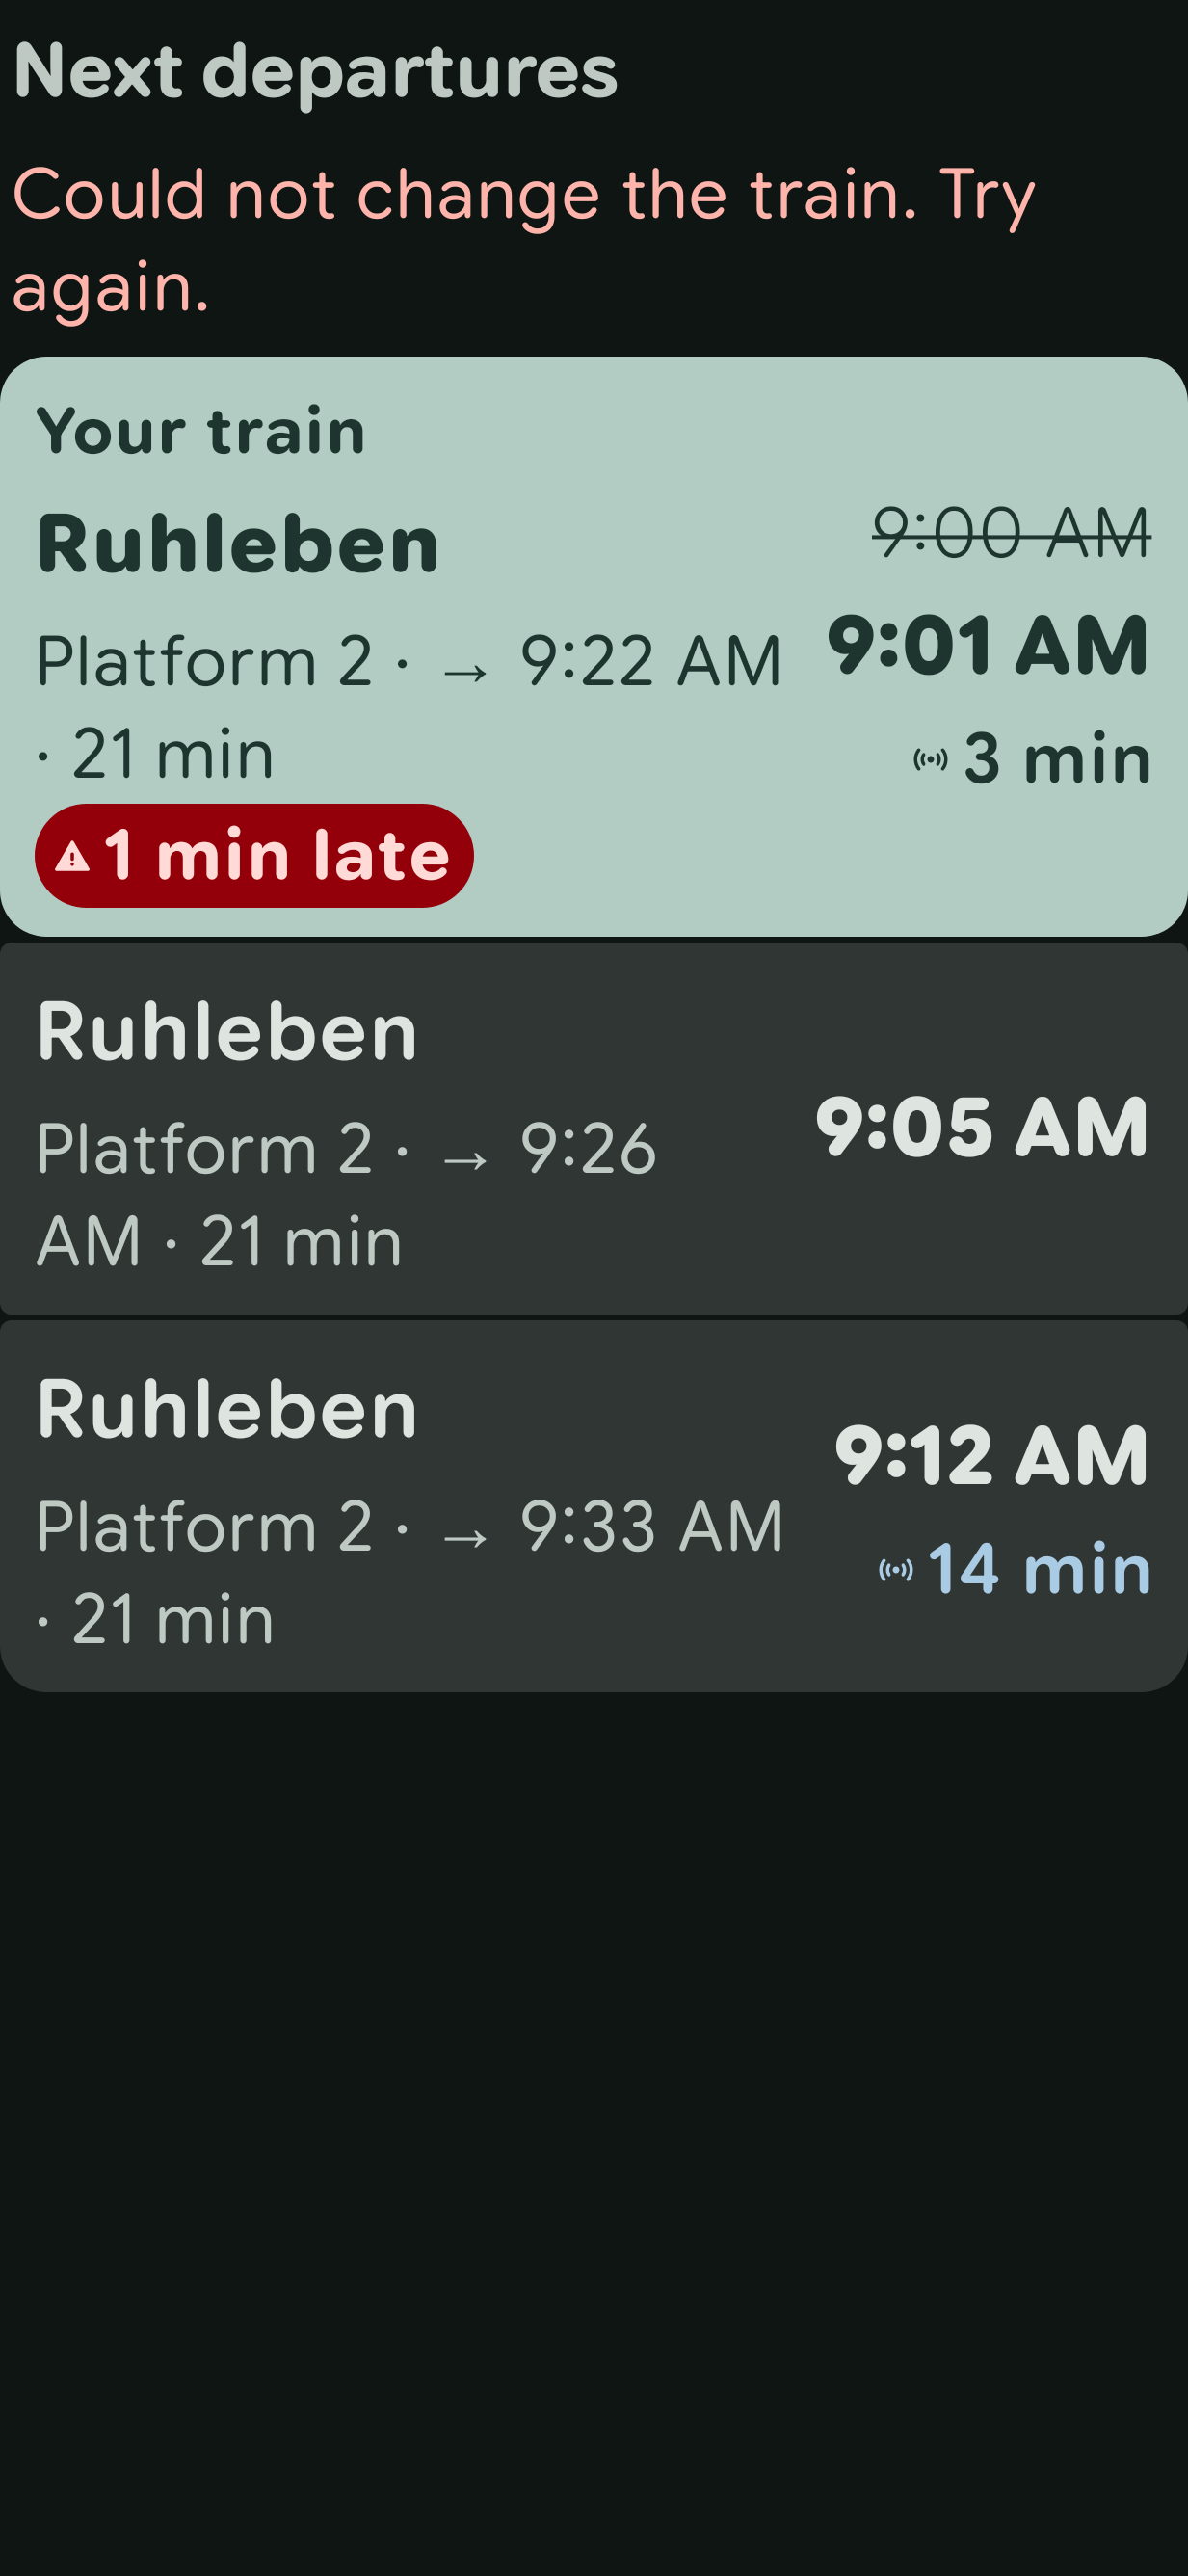 Next departures
Could not change the train. Try
again.
Your train
Ruhleben
9:00 AM
Platform 2 · → 9:22 AM
9:01 AM
· 21 min
3 min
1 min late
Ruhleben
9:05 AM
Platform 2 · → 9:26
AM · 21 min
Ruhleben
9:12 AM
Platform 2 · → 9:33 AM
14 min
· 21 min